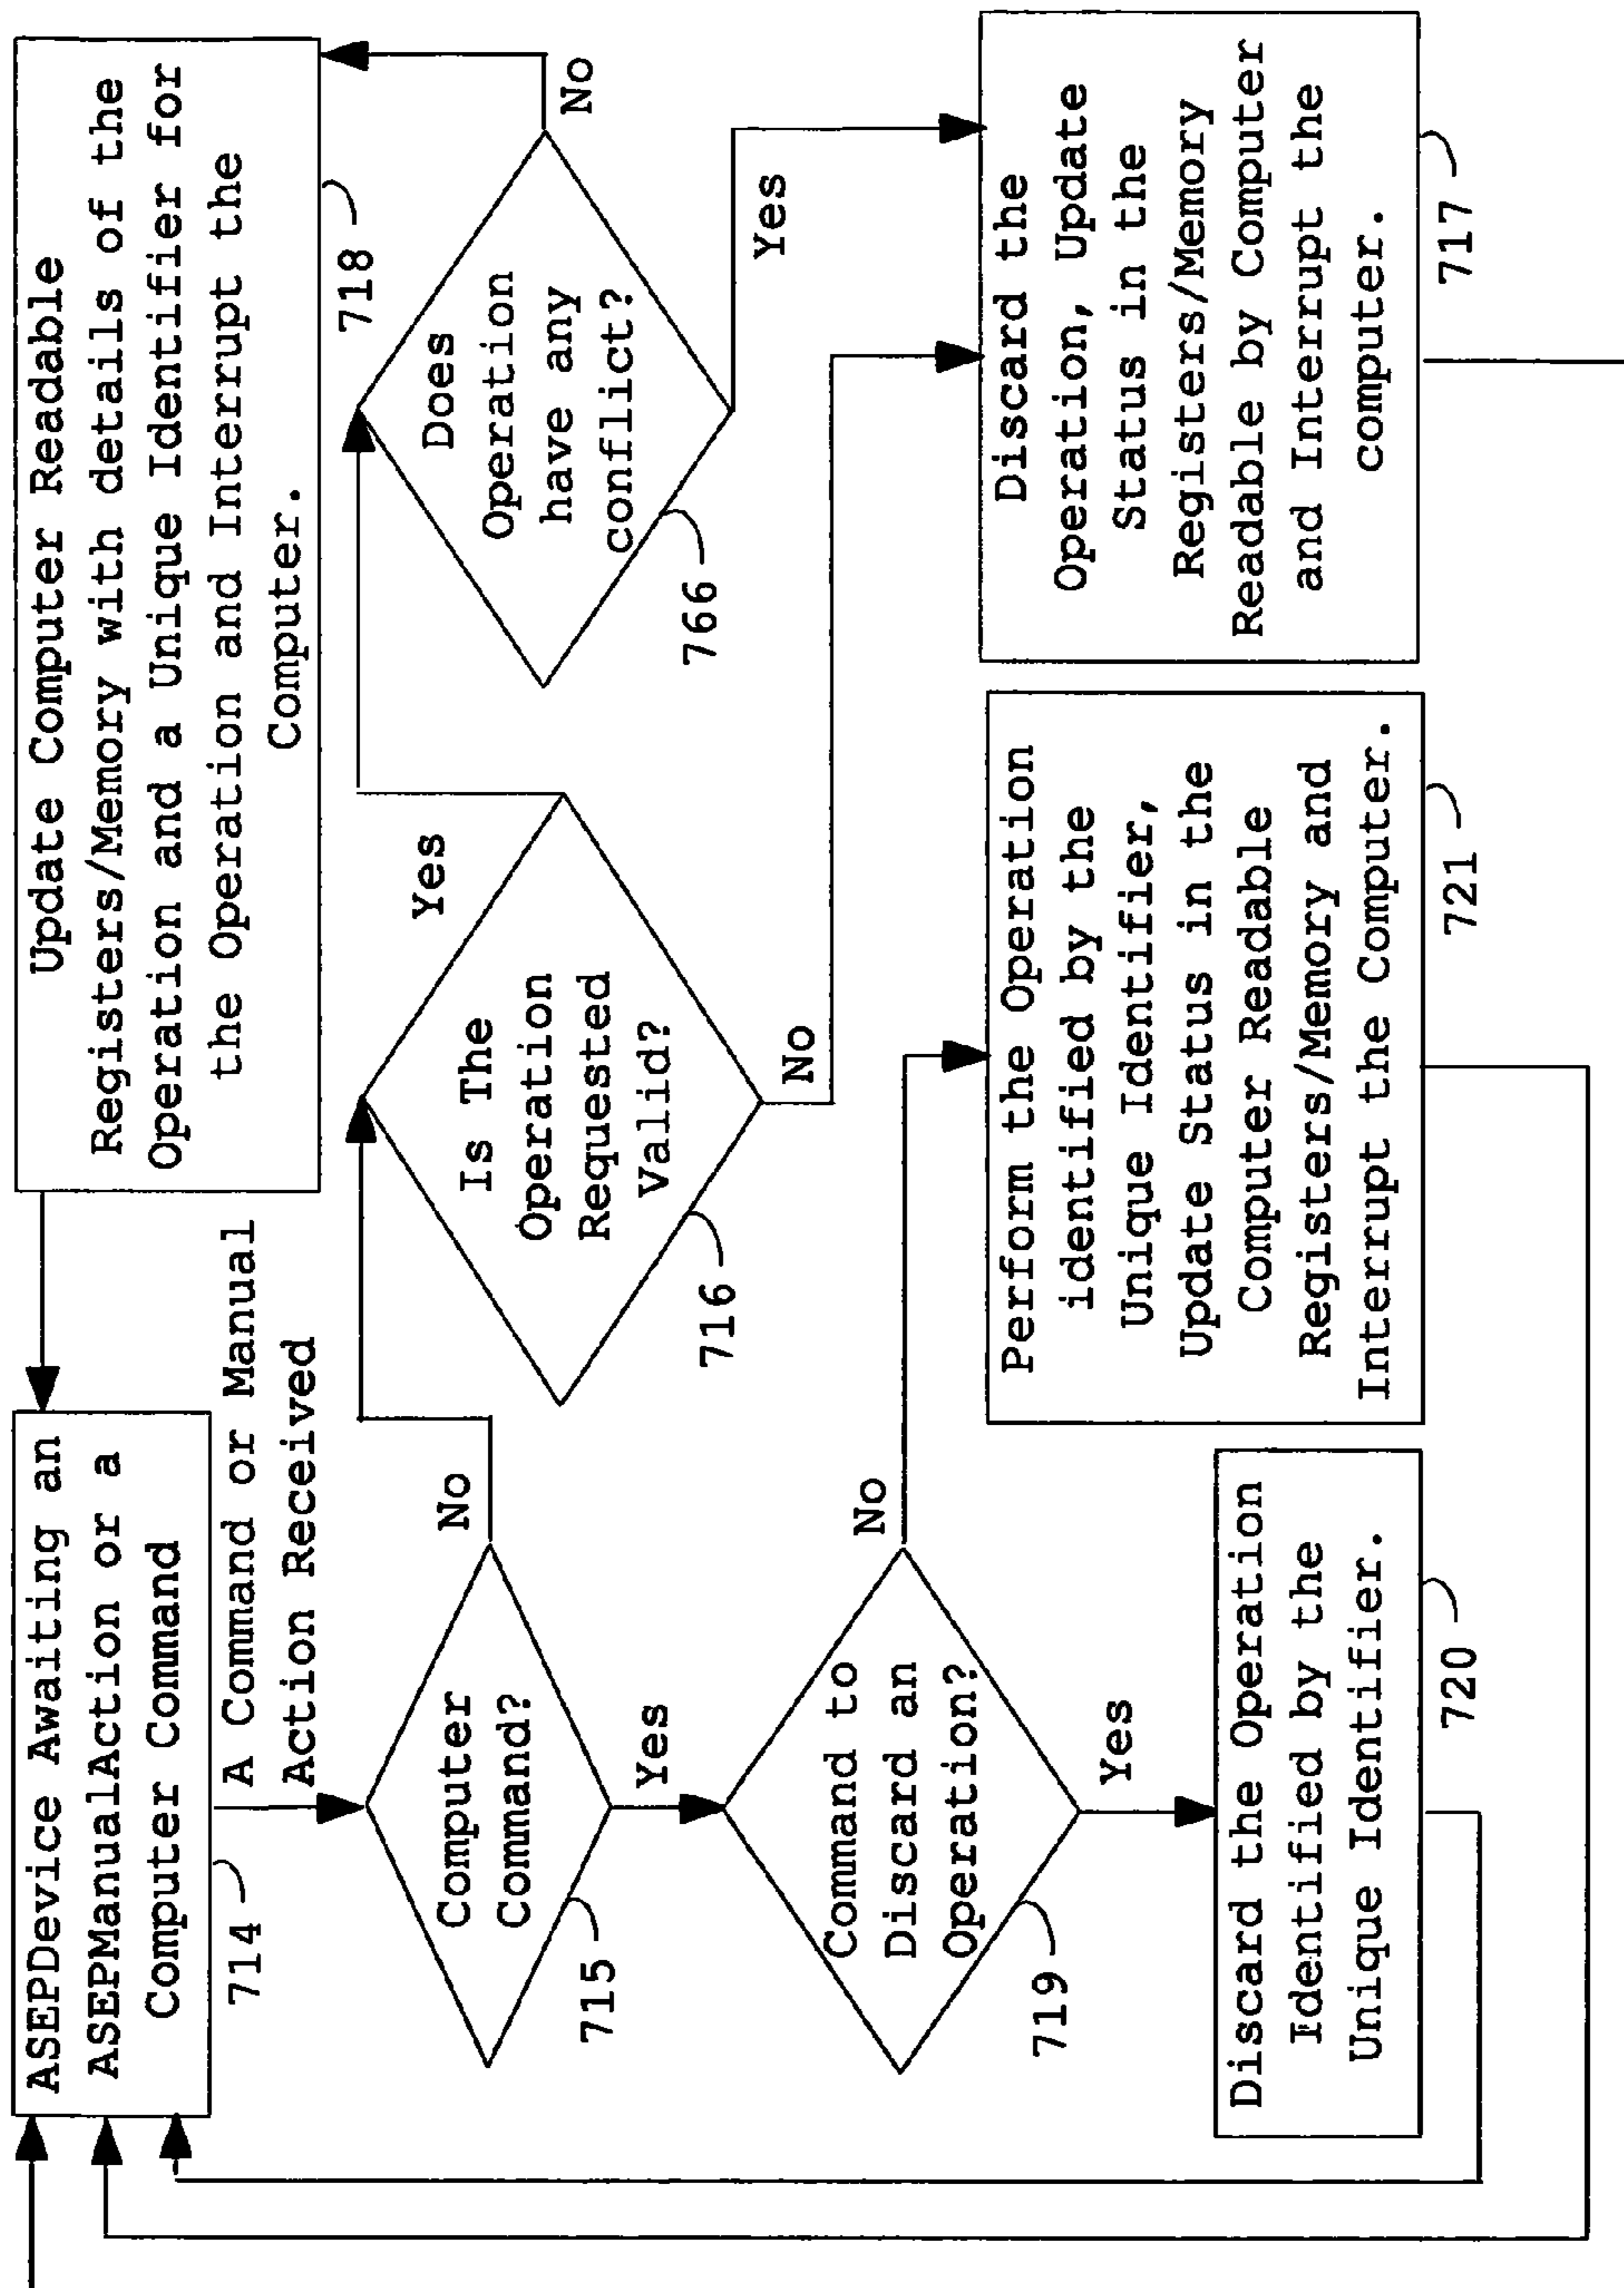 ASEPDevice Awaiting an
ASEPManualAction or a
Computer Command
714
A Command or Manual
Action Received
Update Computer Readable
Registers/Memory with details of the
Operation and a Unique Identifier for
the Operation and Interrupt the
Computer.
718
Computer
Command?
715
No
Yes
Is The
Operation
Requested
Valid?
716
Yes
No
Does
Operation
have any
conflict?
766
No
Yes
Command to
Discard an
Operation?
719
No
Yes
Discard the Operation
Identified by the
Unique Identifier.
720
Perform the Operation
identified by the
Unique Identifier,
Update Status in the
Computer Readable
Registers/Memory and
Interrupt the Computer.
721
Discard the
Operation, Update
Status in the
Registers/Memory
Readable by Computer
and Interrupt the
computer.
717